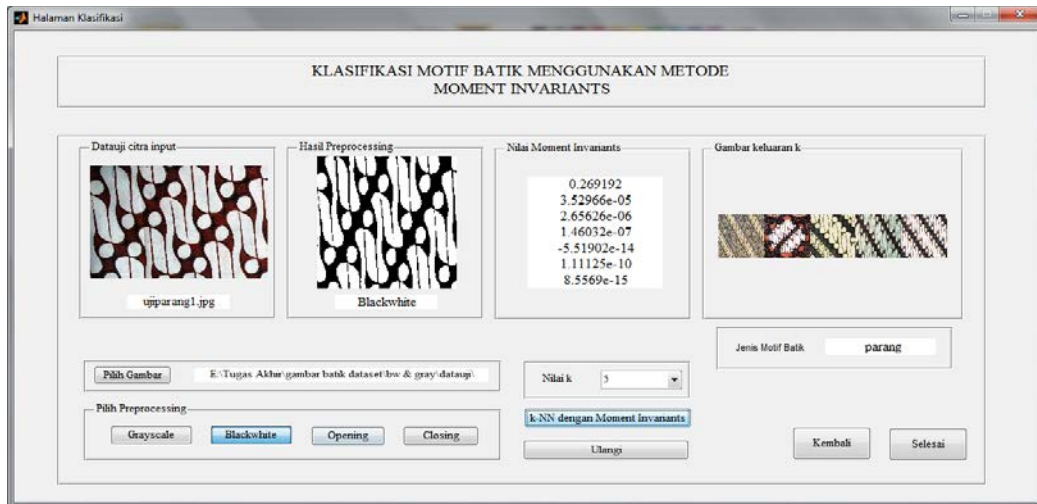 Halaman Klasifikasi
KLASIFIKASI MOTIF BATIK MENGGUNAKAN METODE
MOMENT INVARIANTS
Datauji citra input
ujiparang1.jpg
Hasil Preprocessing
Blackwhite
Nilai Moment Invariants
0.269192
3.52966e-05
2.65626e-06
1.46032e-07
-5.51902e-14
1.11125e-10
8.5569e-15
Gambar keluaran k
Jenis Motif Batik
parang
Pilih Gambar
E:\Tugas Akhir\gambar batik dataset\bw & gray\datauji\
Nilai k
5
Pilih Preprocessing
Grayscale
Blackwhite
Opening
Closing
k-NN dengan Moment Invariants
Ulangi
Kembali
Selesai